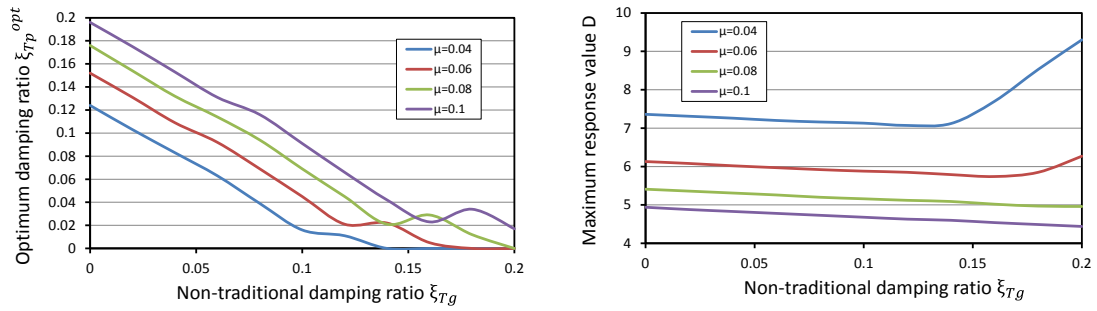 Optimum damping ratio ξTp^opt
0.2
0.18
0.16
0.14
0.12
0.1
0.08
0.06
0.04
0.02
0
μ=0.04
μ=0.06
μ=0.08
μ=0.1
0
0.05
0.1
0.15
0.2
Non-traditional damping ratio ξTg
Maximum response value D
10
9
8
7
6
5
4
μ=0.04
μ=0.06
μ=0.08
μ=0.1
0
0.05
0.1
0.15
0.2
Non-traditional damping ratio ξTg